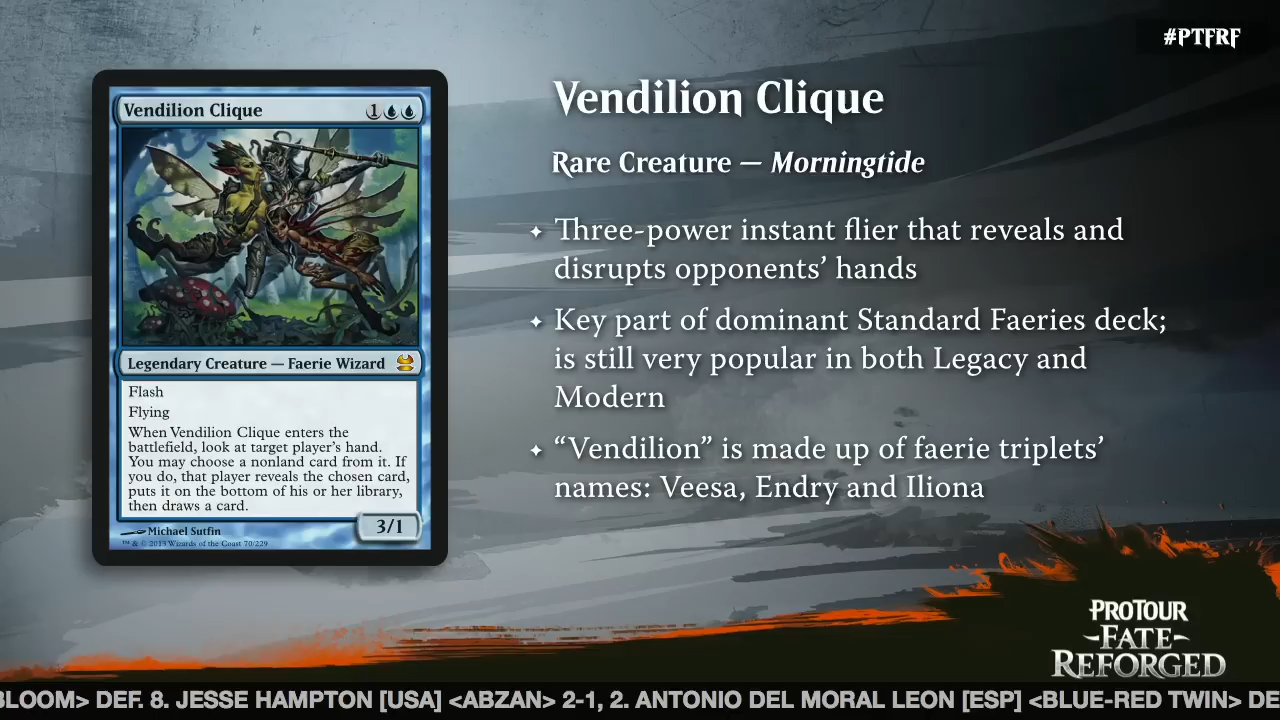 #PTFRF
Vendilion Clique
1
Legendary Creature — Faerie Wizard
Flash
Flying
When Vendilion Clique enters the
battlefield, look at target player's hand.
You may choose a nonland card from it. If
you do, that player reveals the chosen card,
puts it on the bottom of his or her library,
then draws a card.
3/1
Michael Sutfin
™ & © 2013 Wizards of the Coast 70/229
Vendilion Clique
Rare Creature — Morningtide
Three-power instant flier that reveals and
disrupts opponents’ hands
Key part of dominant Standard Faeries deck;
is still very popular in both Legacy and
Modern
“Vendilion” is made up of faerie triplets’
names: Veesa, Endry and Iliona
PRO TOUR
-FATE-
REFORGED
BLOOM> DEF. 8. JESSE HAMPTON [USA] <ABZAN> 2-1, 2. ANTONIO DEL MORAL LEON [ESP] <BLUE-RED TWIN> DE